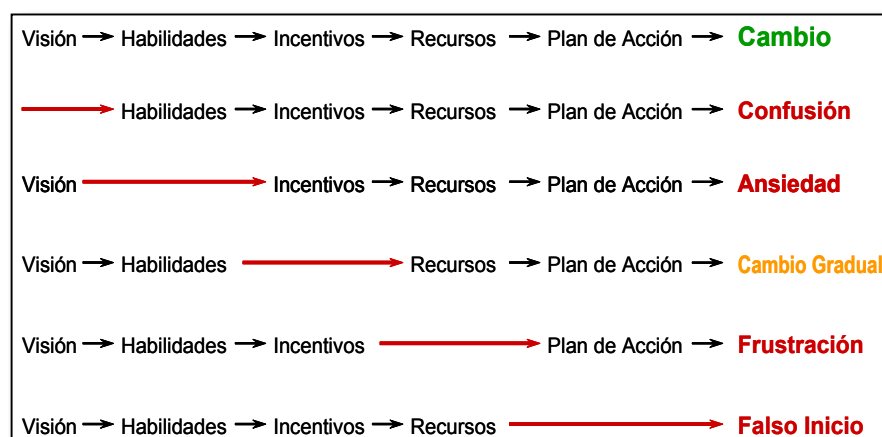 Visión → Habilidades → Incentivos → Recursos → Plan de Acción → Cambio
→ Habilidades → Incentivos → Recursos → Plan de Acción → Confusión
Visión → Incentivos → Recursos → Plan de Acción → Ansiedad
Visión → Habilidades → Recursos → Plan de Acción → Cambio Gradual
Visión → Habilidades → Incentivos → Plan de Acción → Frustración
Visión → Habilidades → Incentivos → Recursos → Falso Inicio